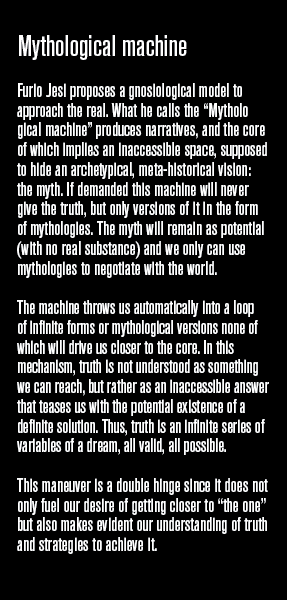 Mythological machine
Furio Jesi proposes a gnosiological model to
approach the real. What he calls the “Mytholo
gical machine” produces narratives, and the core
of which implies an inaccessible space, supposed
to hide an archetypical, meta-historical vision:
the myth. If demanded this machine will never
give the truth, but only versions of it in the form
of mythologies. The myth will remain as potential
(with no real substance) and we only can use
mythologies to negotiate with the world.
The machine throws us automatically into a loop
of infinite forms or mythological versions none of
which will drive us closer to the core. In this
mechanism, truth is not understood as something
we can reach, but rather as an inaccessible answer
that teases us with the potential existence of a
definite solution. Thus, truth is an infinite series of
variables of a dream, all valid, all possible.
This maneuver is a double hinge since it does not
only fuel our desire of getting closer to “the one”
but also makes evident our understanding of truth
and strategies to achieve it.